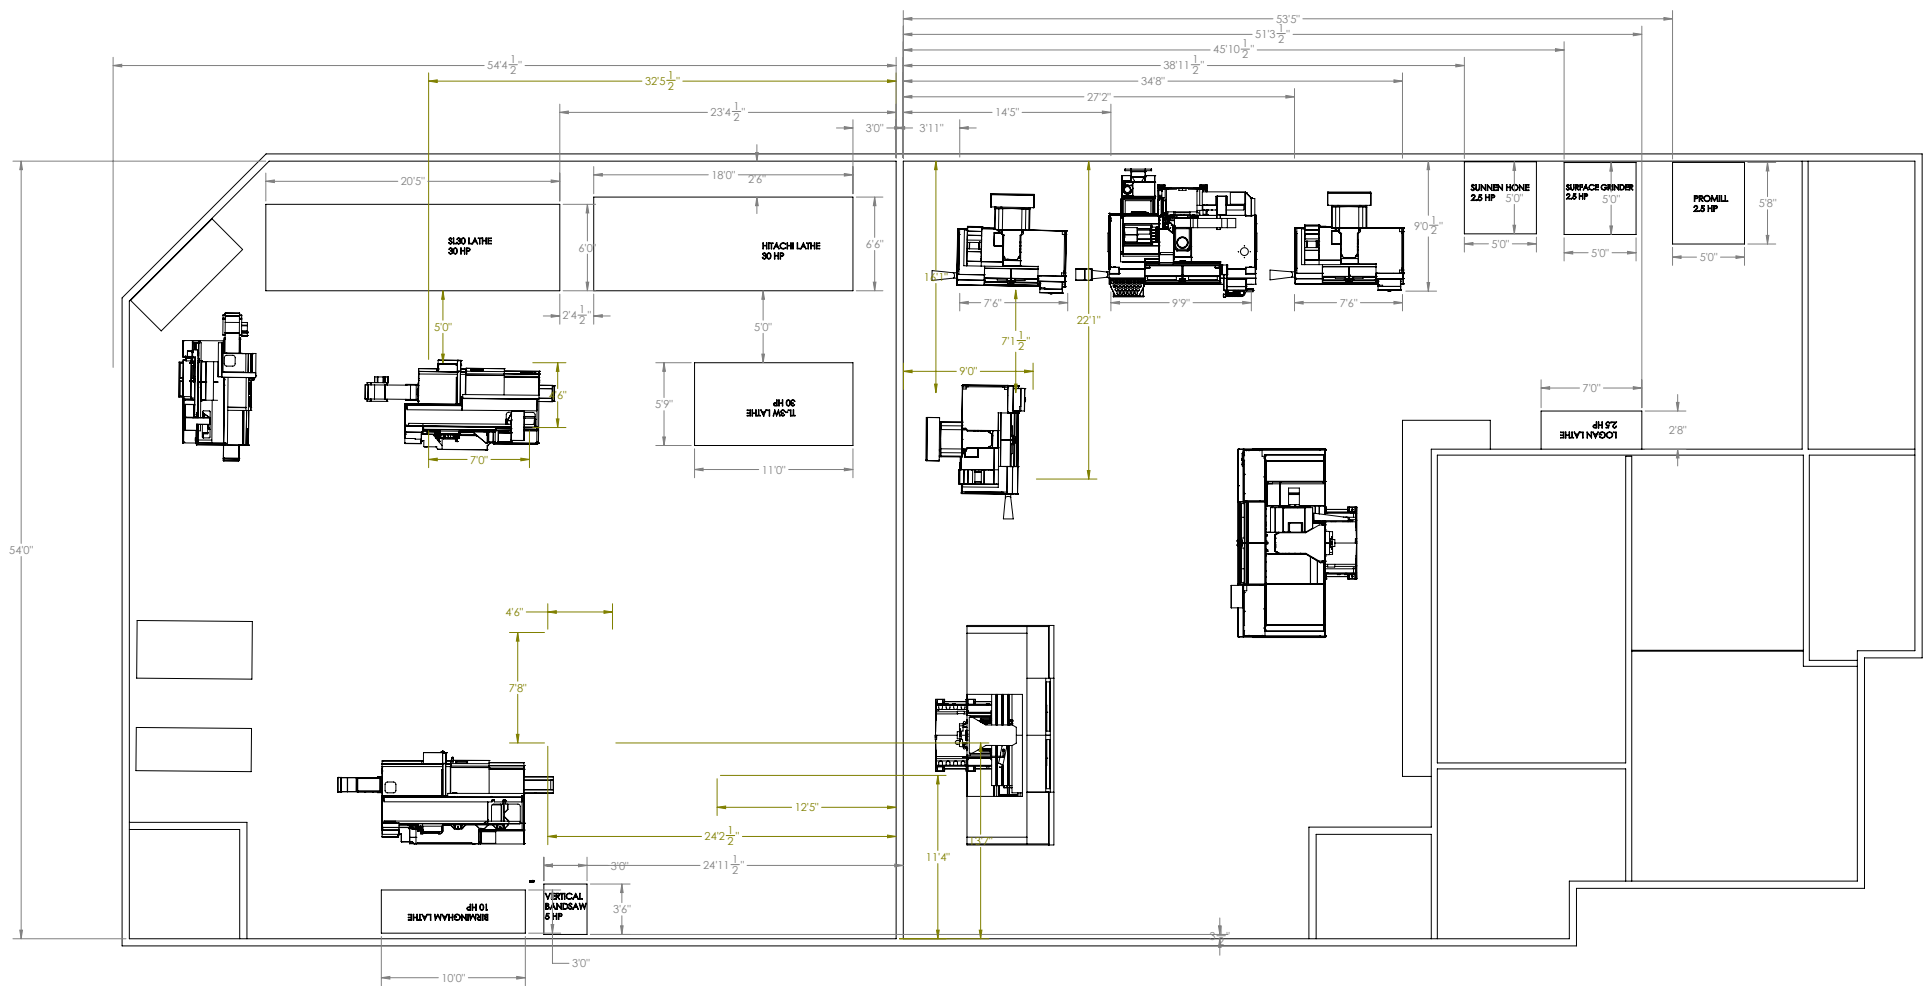 53'5"
51'3 1/2"
45'10 1/2"
54'4 1/2"
38'11 1/2"
32'5 1/2"
34'8"
27'2"
23'4 1/2"
14'5"
3'0"
3'11"
20'5"
18'0"
2'6"
SUNNEN HONE
2.5 HP
5'0"
SURFACE GRINDER
2.5 HP
5'0"
PROMILL
2.5 HP
5'8"
9'0 1/2"
SL30 LATHE
30 HP
6'0"
HITACHI LATHE
30 HP
6'6"
5'0"
5'0"
5'0"
16'1"
7'6"
9'9"
7'6"
2'4 1/2"
5'0"
5'0"
22'1"
7'1 1/2"
9'0"
7'0"
5'9"
TL-3W LATHE
30 HP
LOGAN LATHE
2.5 HP
2'8"
7'0"
11'0"
54'0"
4'6"
7'8"
12'5"
24'2 1/2"
13'7"
11'4"
3'0"
24'11 1/2"
VERTICAL
BANDSAW
5 HP
3'6"
BIRMINGHAM LATHE
10 HP
3'0"
10'0"